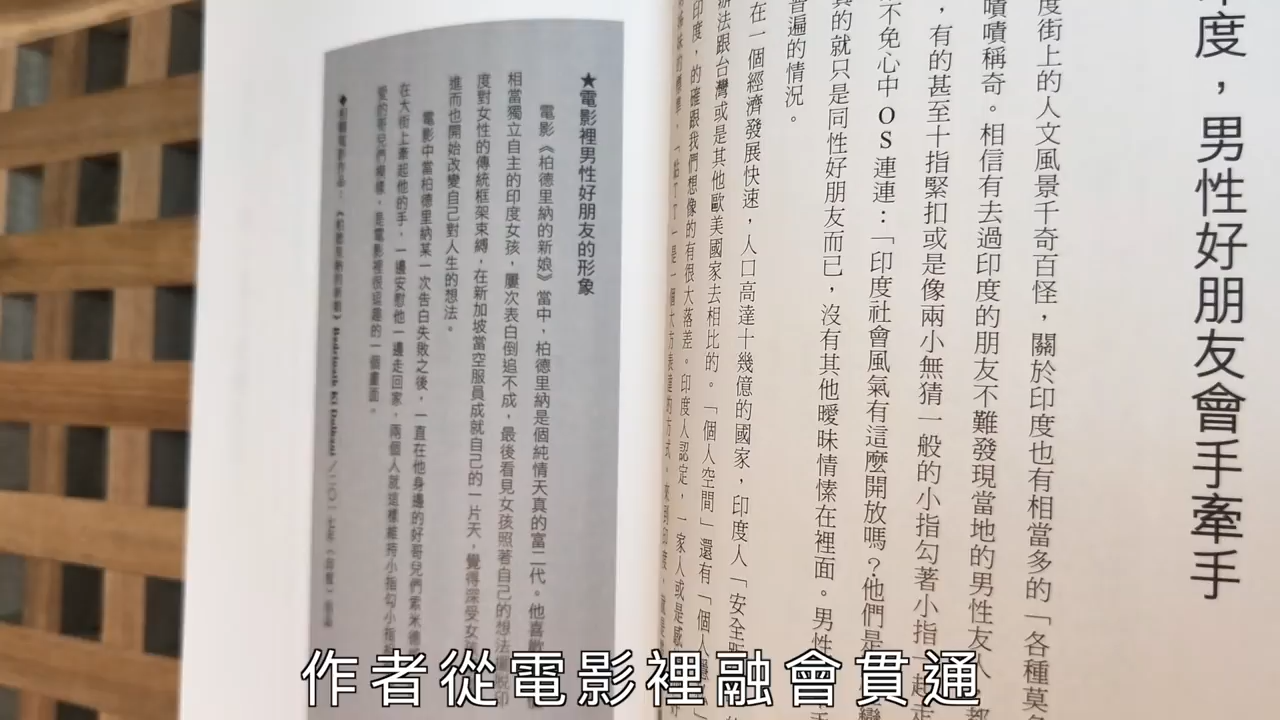 印度，男性好朋友會手牽手
度街上的人文風景千奇百怪，關於印度也有相當多的「各種莫名
嘖嘖稱奇。相信有去過印度的朋友不難發現當地的男性友人，都
，有的甚至十指緊扣或是像兩小無猜一般的小指勾著小指一起走
不免心中OS連連：「印度社會風氣有這麼開放嗎？他們是
真的就只是同性好朋友而已，沒有其他曖昧情愫在裡面。男性
普遍的情況。
在一個經濟發展快速，人口高達十幾億的國家，印度人「安全距
辦法跟台灣或是其他歐美國家去相比的。「個人空間」還有「個人隱私」
印度，的確跟我們想像的有很大落差。印度人認定，一家人或是感
★電影裡男性好朋友的形象
電影《柏德里納的新娘》當中，柏德里納是個純情天真的富二代。他喜歡
相當獨立自主的印度女孩，屢次表白倒追不成，最後看見女孩照著自己的想法擺脫印
度對女性的傳統框架束縛，在新加坡當空服員成就自己的一片天，覺得深受女孩
進而也開始改變自己對人生的想法。
電影中當柏德里納某一次告白失敗之後，一直在他身邊的好哥兒們索米德
在大街上牽起他的手，一邊安慰他一邊走回家，兩個人就這樣維持小指勾小指
愛的哥兒們模樣，是電影裡很逗趣的一個畫面。
作者從電影裡融會貫通